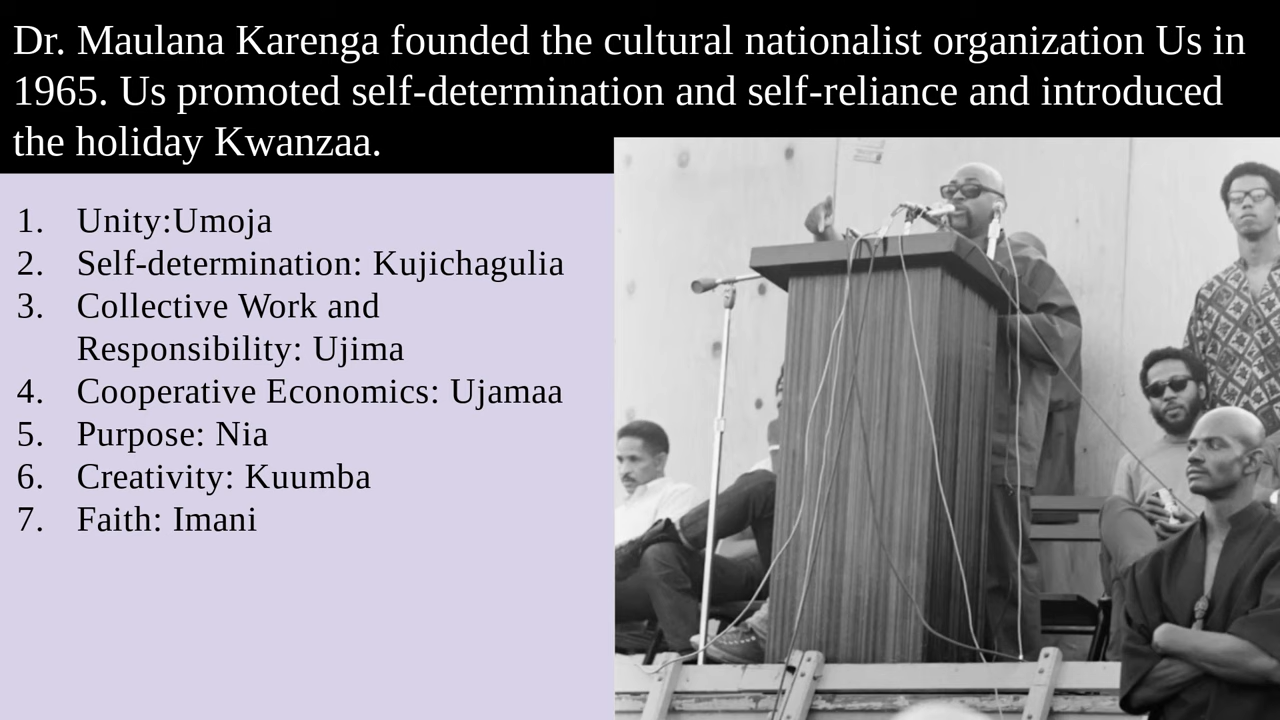 Dr. Maulana Karenga founded the cultural nationalist organization Us in
1965. Us promoted self-determination and self-reliance and introduced
the holiday Kwanzaa.
1. Unity:Umoja
2. Self-determination: Kujichagulia
3. Collective Work and
Responsibility: Ujima
4. Cooperative Economics: Ujamaa
5. Purpose: Nia
6. Creativity: Kuumba
7. Faith: Imani